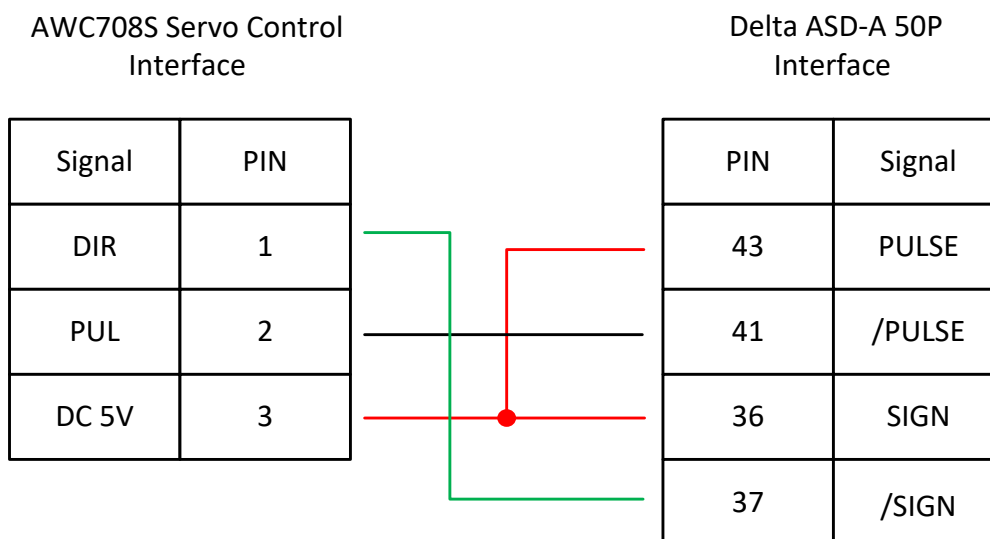 AWC708S Servo Control
Interface
Delta ASD-A 50P
Interface
Signal PIN
DIR 1
PUL 2
DC 5V 3
PIN Signal
43 PULSE
41 /PULSE
36 SIGN
37 /SIGN